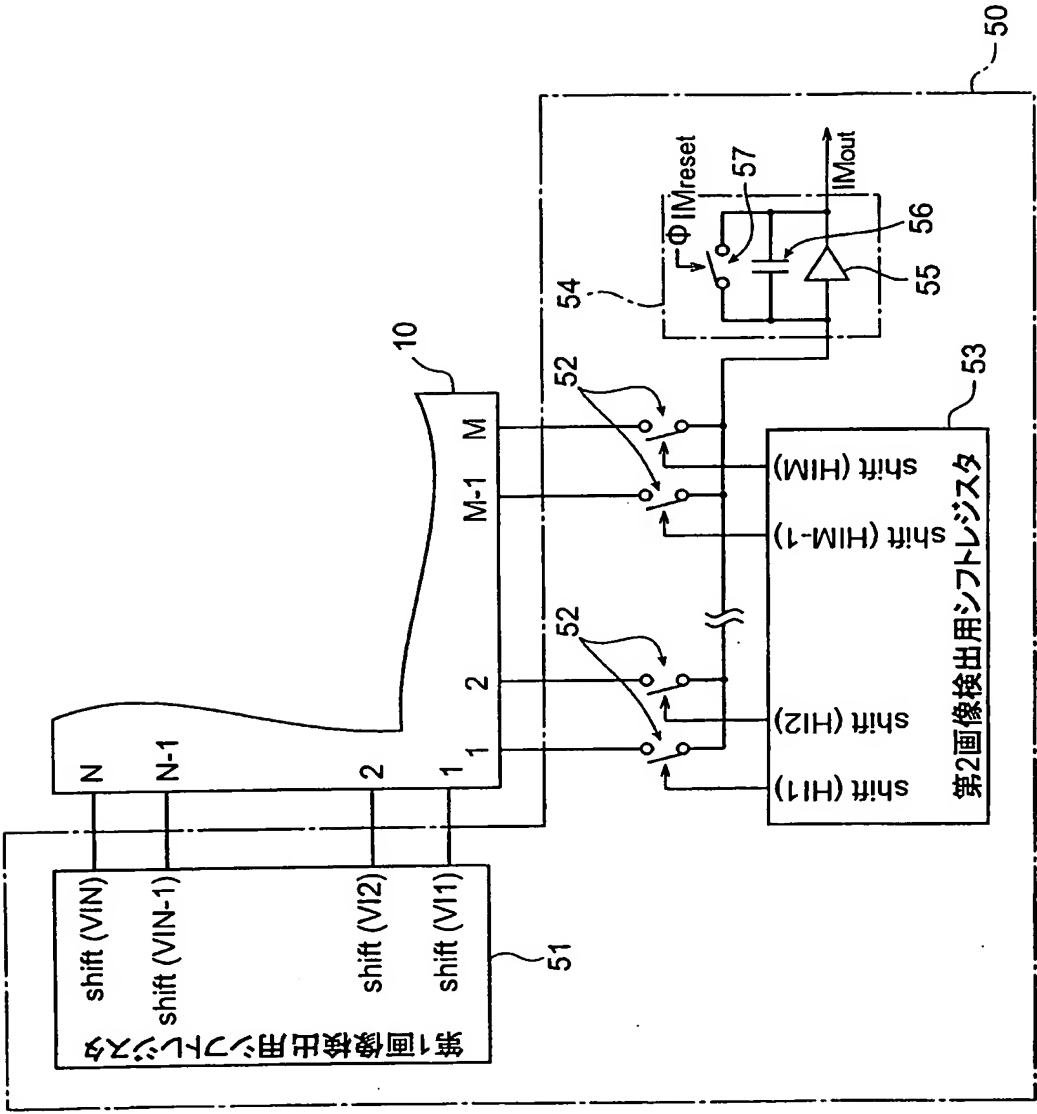 50
10
N
N-1
2
1
1
2
M-1
M
shift (VIN)
shift (VIN-1)
shift (VI2)
shift (VI1)
第1画像検出用シフトレジスタ
51
52
52
54
ΦIMreset
57
56
55
IMout
53
shift (HI1)
shift (HI2)
shift (HIM-1)
shift (HIM)
第2画像検出用シフトレジスタ